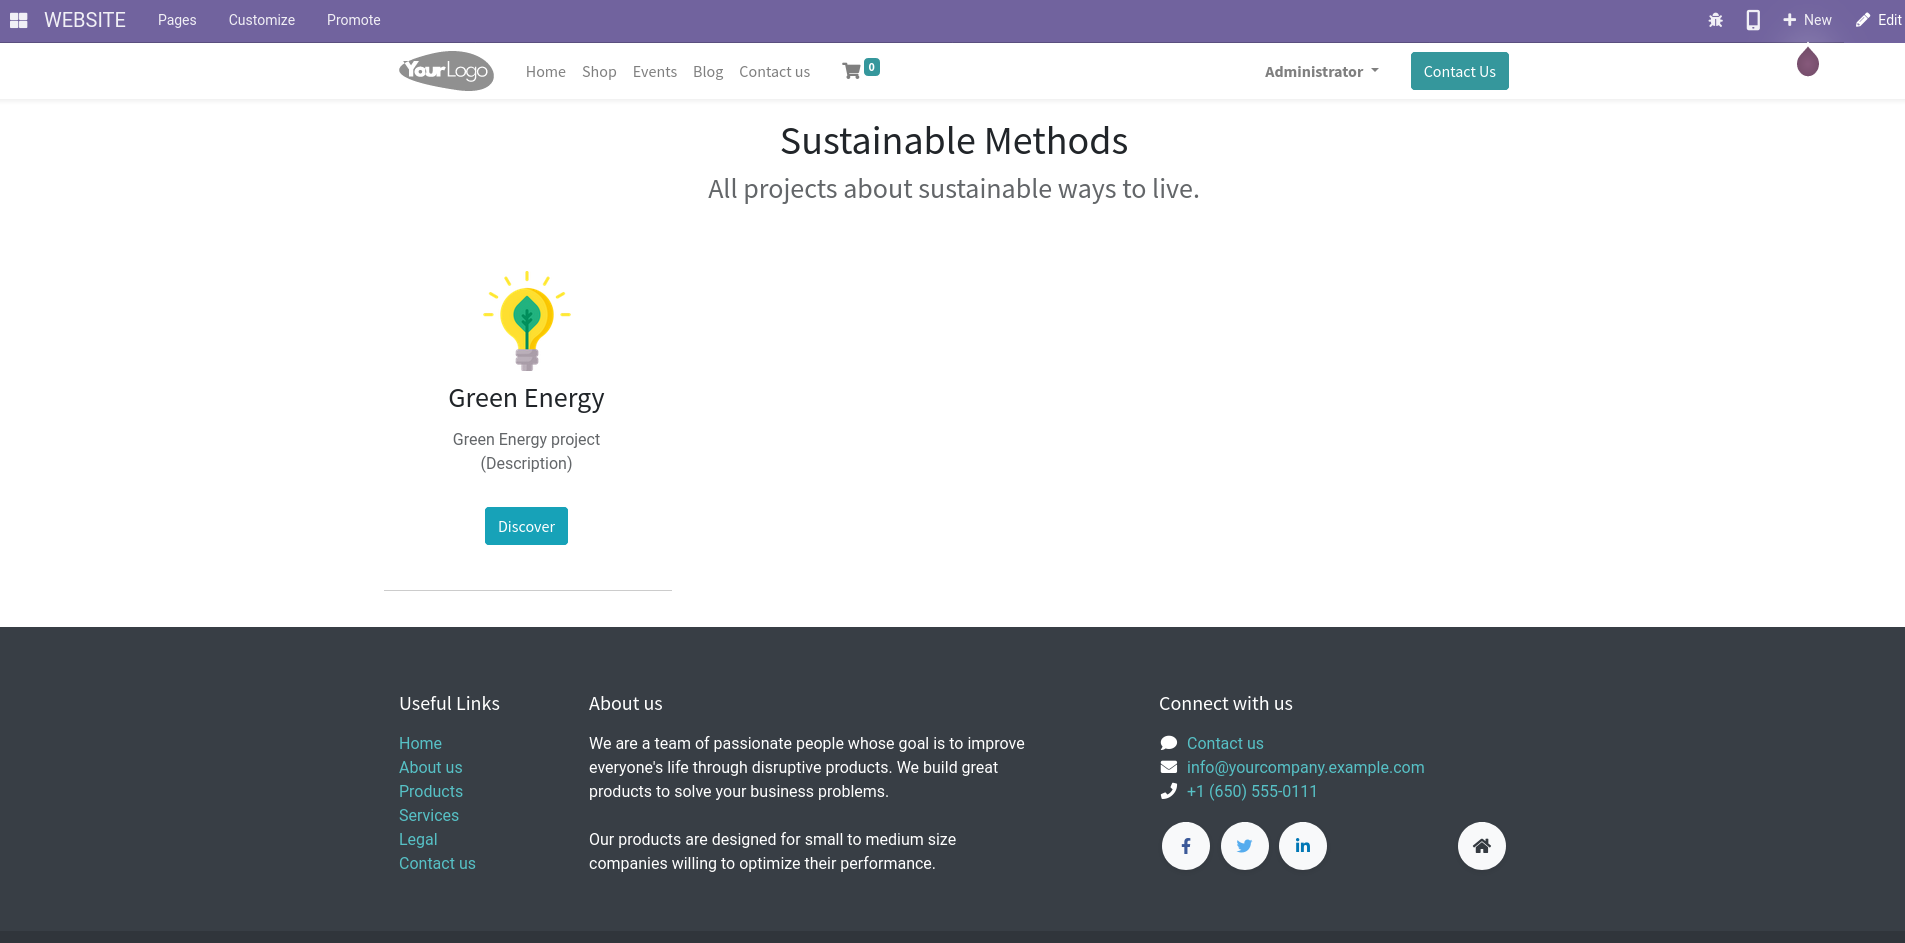 WEBSITE Pages Customize Promote New Edit
YourLogo Home Shop Events Blog Contact us 0 Administrator Contact Us
Sustainable Methods
All projects about sustainable ways to live.
Green Energy
Green Energy project
(Description)
Discover
Useful Links
Home
About us
Products
Services
Legal
Contact us
About us
We are a team of passionate people whose goal is to improve
everyone's life through disruptive products. We build great
products to solve your business problems.
Our products are designed for small to medium size
companies willing to optimize their performance.
Connect with us
Contact us
info@yourcompany.example.com
+1 (650) 555-0111